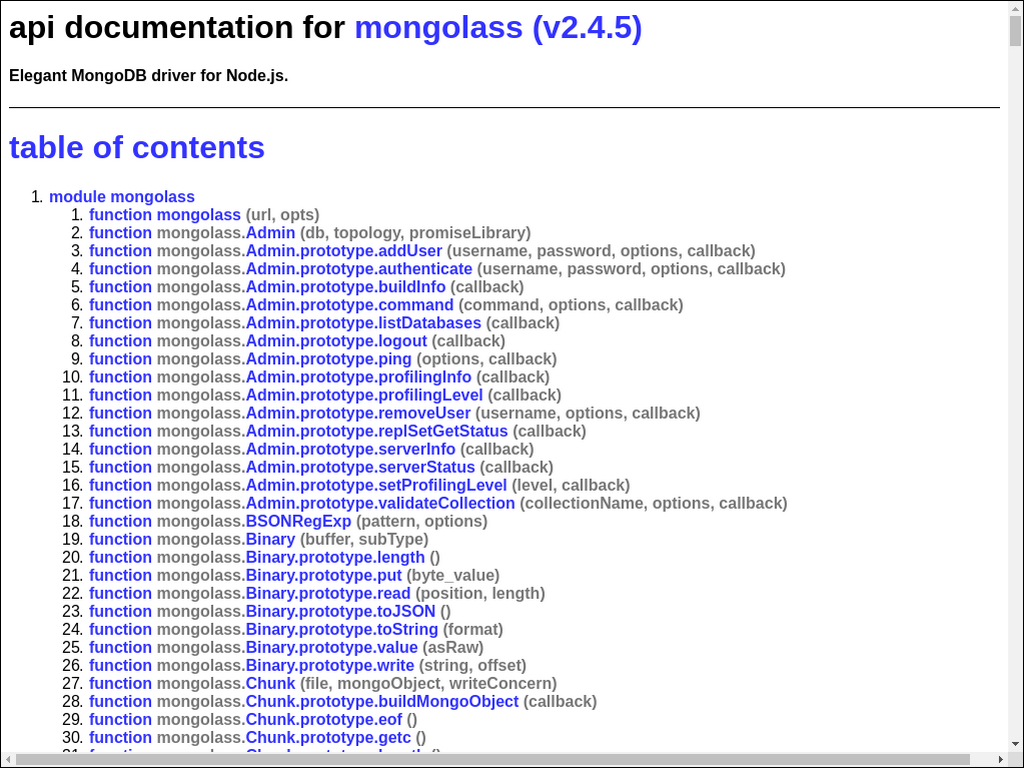 api documentation for mongolass (v2.4.5)
Elegant MongoDB driver for Node.js.
table of contents
1. module mongolass
1. function mongolass (url, opts)
2. function mongolass.Admin (db, topology, promiseLibrary)
3. function mongolass.Admin.prototype.addUser (username, password, options, callback)
4. function mongolass.Admin.prototype.authenticate (username, password, options, callback)
5. function mongolass.Admin.prototype.buildInfo (callback)
6. function mongolass.Admin.prototype.command (command, options, callback)
7. function mongolass.Admin.prototype.listDatabases (callback)
8. function mongolass.Admin.prototype.logout (callback)
9. function mongolass.Admin.prototype.ping (options, callback)
10. function mongolass.Admin.prototype.profilingInfo (callback)
11. function mongolass.Admin.prototype.profilingLevel (callback)
12. function mongolass.Admin.prototype.removeUser (username, options, callback)
13. function mongolass.Admin.prototype.replSetGetStatus (callback)
14. function mongolass.Admin.prototype.serverInfo (callback)
15. function mongolass.Admin.prototype.serverStatus (callback)
16. function mongolass.Admin.prototype.setProfilingLevel (level, callback)
17. function mongolass.Admin.prototype.validateCollection (collectionName, options, callback)
18. function mongolass.BSONRegExp (pattern, options)
19. function mongolass.Binary (buffer, subType)
20. function mongolass.Binary.prototype.length ()
21. function mongolass.Binary.prototype.put (byte_value)
22. function mongolass.Binary.prototype.read (position, length)
23. function mongolass.Binary.prototype.toJSON ()
24. function mongolass.Binary.prototype.toString (format)
25. function mongolass.Binary.prototype.value (asRaw)
26. function mongolass.Binary.prototype.write (string, offset)
27. function mongolass.Chunk (file, mongoObject, writeConcern)
28. function mongolass.Chunk.prototype.buildMongoObject (callback)
29. function mongolass.Chunk.prototype.eof ()
30. function mongolass.Chunk.prototype.getc ()